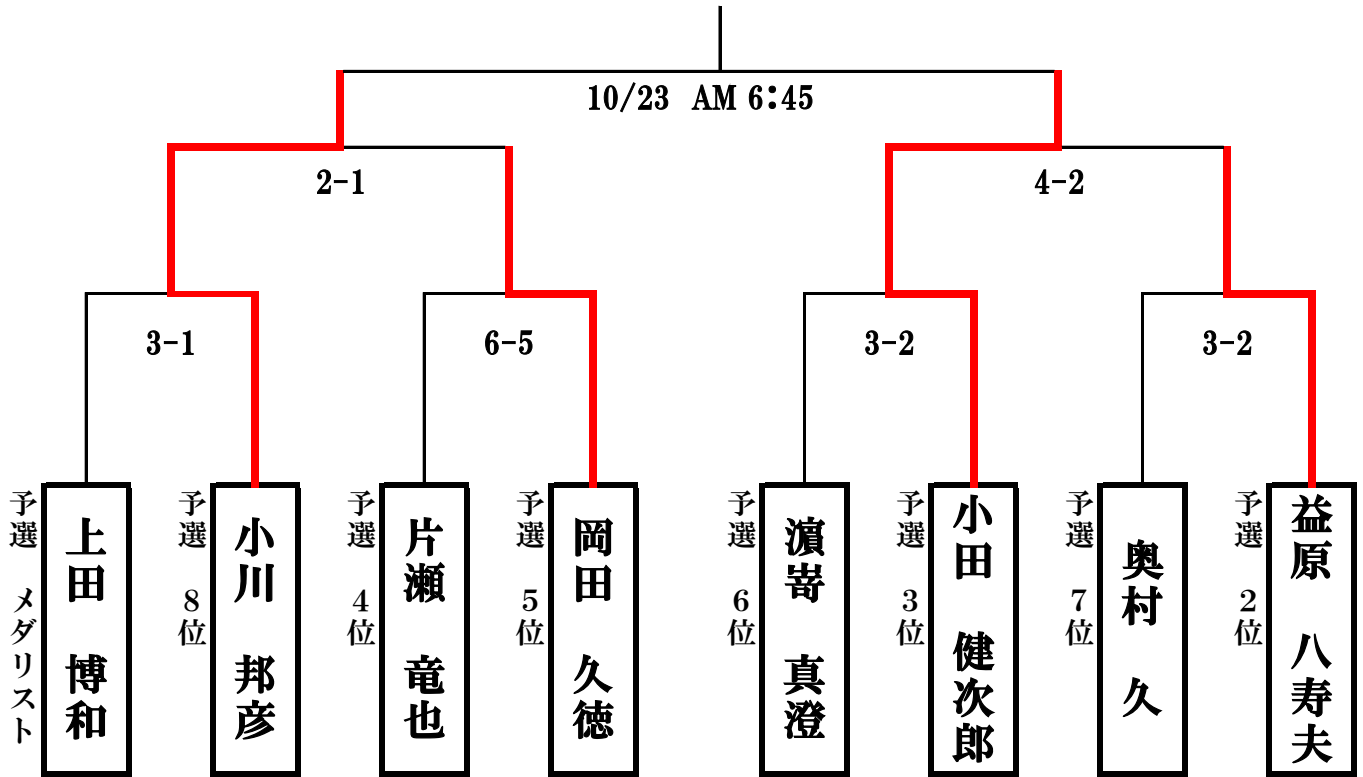 10/23 AM 6:45
2-1
4-2
3-1
6-5
3-2
3-2
予選 メダリスト
上田 博和
予選 8位
小川 邦彦
予選 4位
片瀬 竜也
予選 5位
岡田 久徳
予選 6位
濵嵜 真澄
予選 3位
小田 健次郎
予選 7位
奥村 久
予選 2位
益原 八寿夫